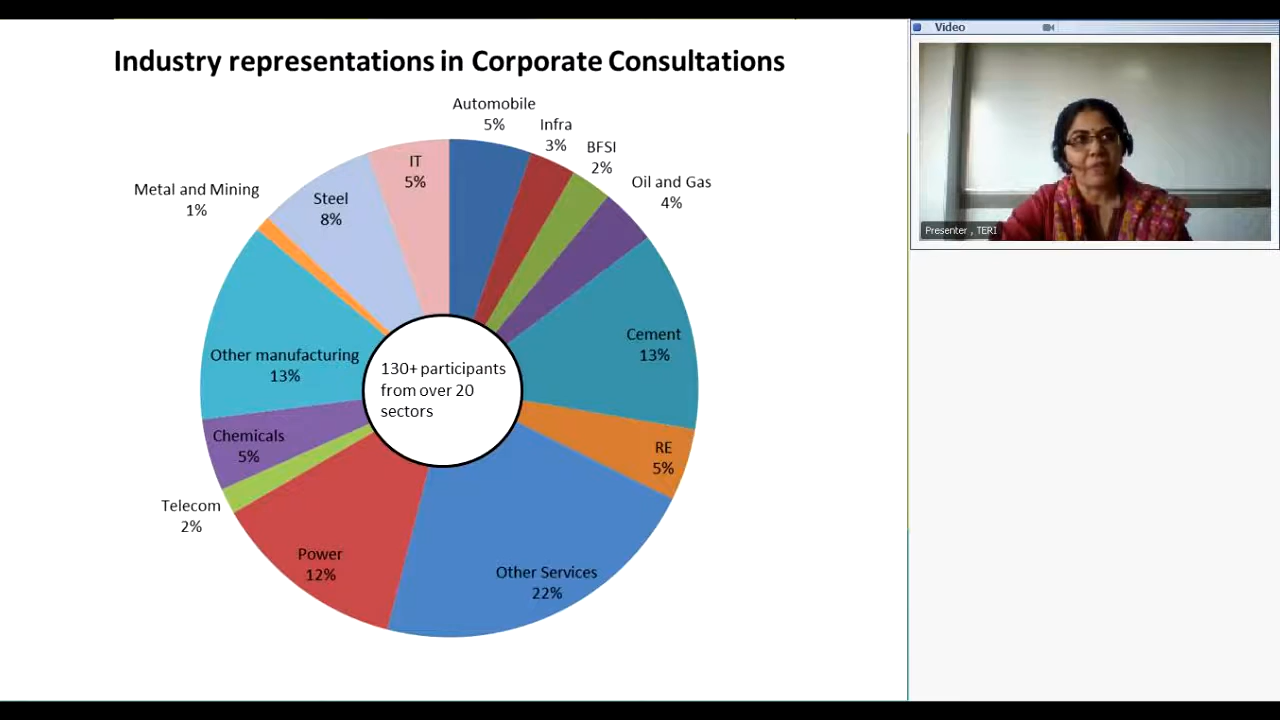 Industry representations in Corporate Consultations
Automobile
5%
Infra
3%
BFSI
2%
Oil and Gas
4%
Cement
13%
RE
5%
Other Services
22%
Power
12%
Telecom
2%
Chemicals
5%
Other manufacturing
13%
Metal and Mining
1%
Steel
8%
IT
5%
130+ participants
from over 20
sectors
Video
Presenter , TERI